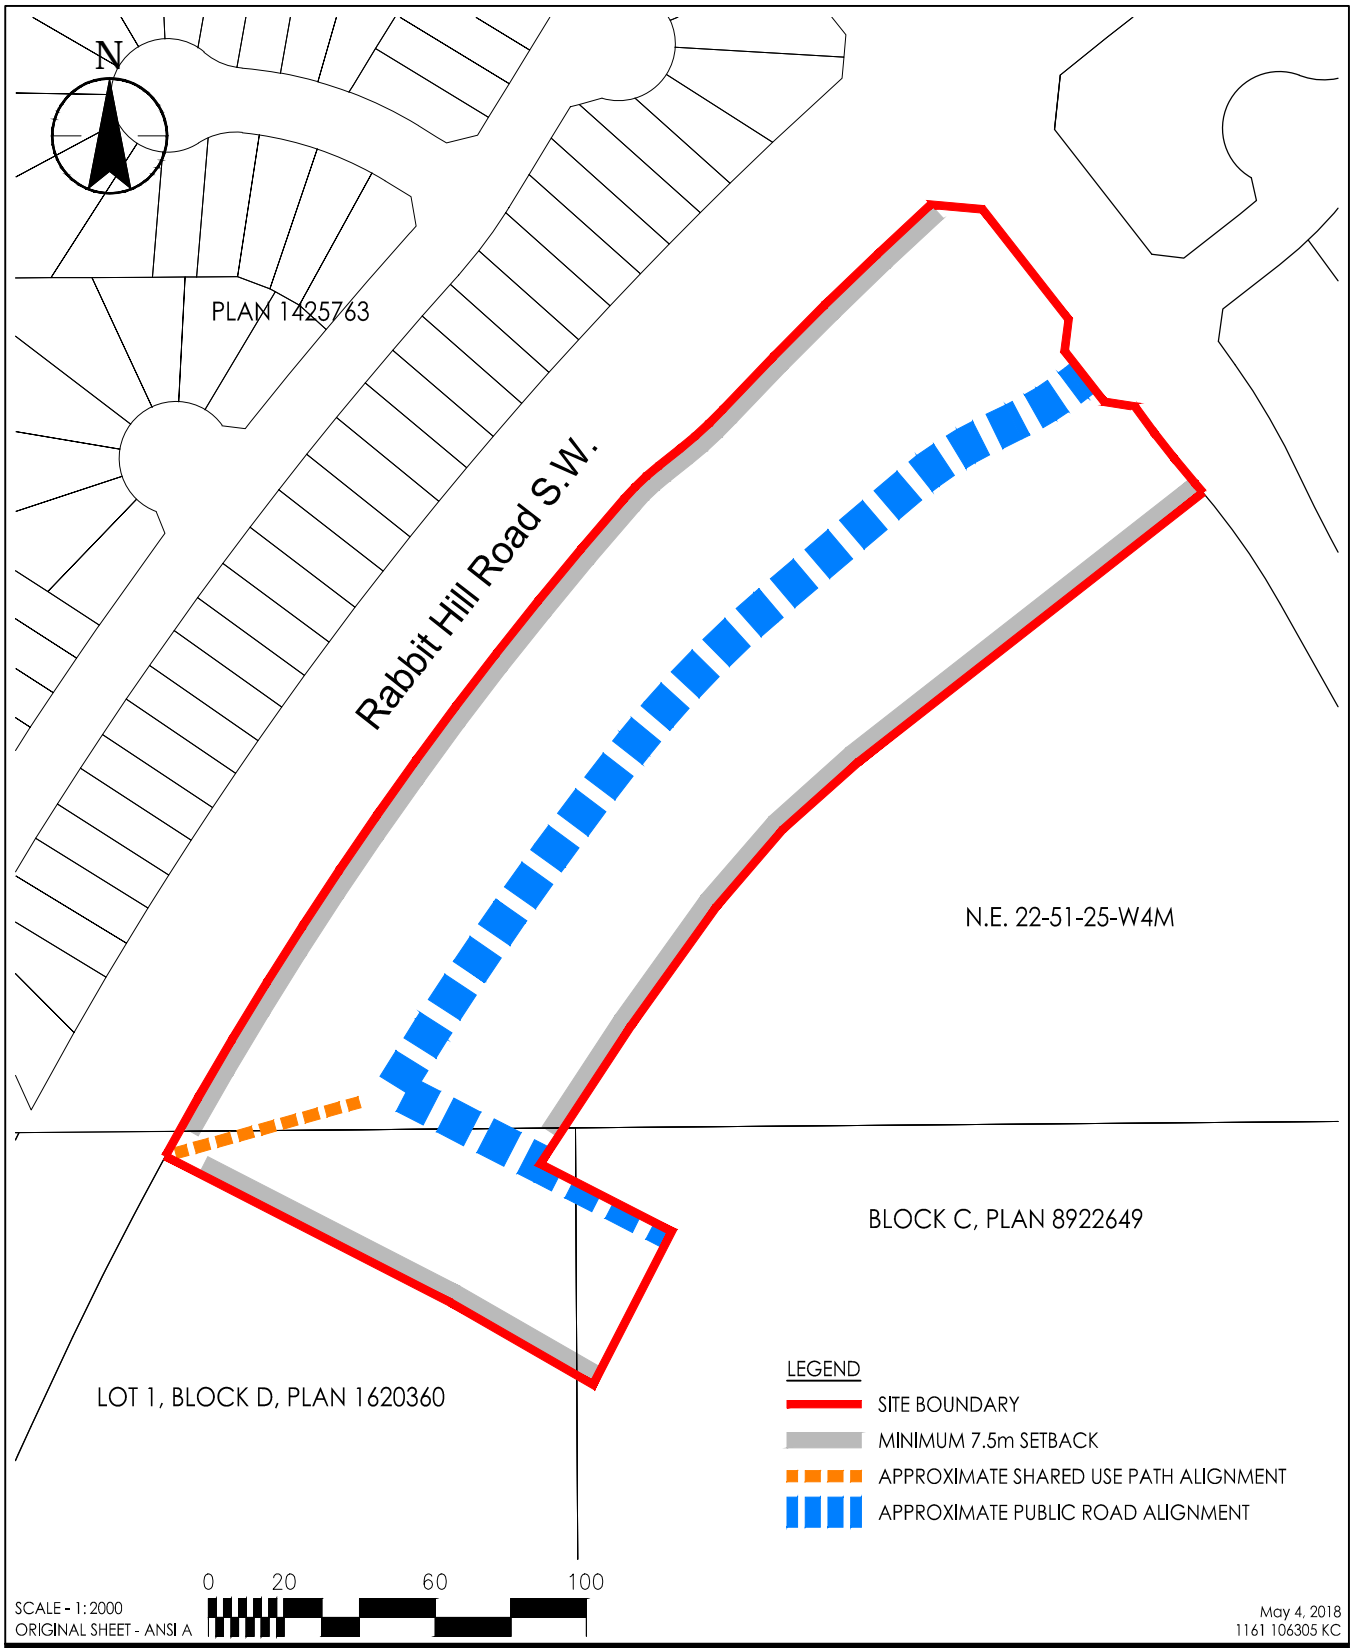 N
PLAN 1425763
Rabbit Hill Road S.W.
N.E. 22-51-25-W4M
BLOCK C, PLAN 8922649
LOT 1, BLOCK D, PLAN 1620360
LEGEND
SITE BOUNDARY
MINIMUM 7.5m SETBACK
APPROXIMATE SHARED USE PATH ALIGNMENT
APPROXIMATE PUBLIC ROAD ALIGNMENT
0 20 60 100
SCALE - 1: 2000
ORIGINAL SHEET - ANSI A
May 4, 2018
1161 106305 KC